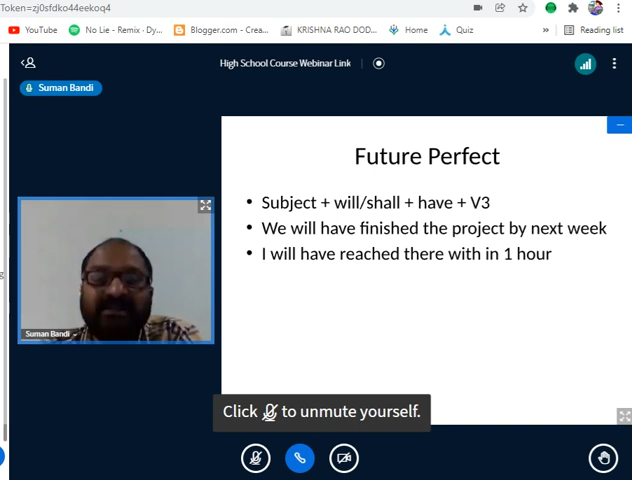 Token=zj0sfdko44eekoq4
YouTube
No Lie - Remix · Dy...
Blogger.com - Crea...
KRISHNA RAO DOD...
Home
Quiz
»
Reading list
High School Course Webinar Link
Suman Bandi
Future Perfect
• Subject + will/shall + have + V3
• We will have finished the project by next week
• I will have reached there with in 1 hour
Suman Bandi
Click to unmute yourself.